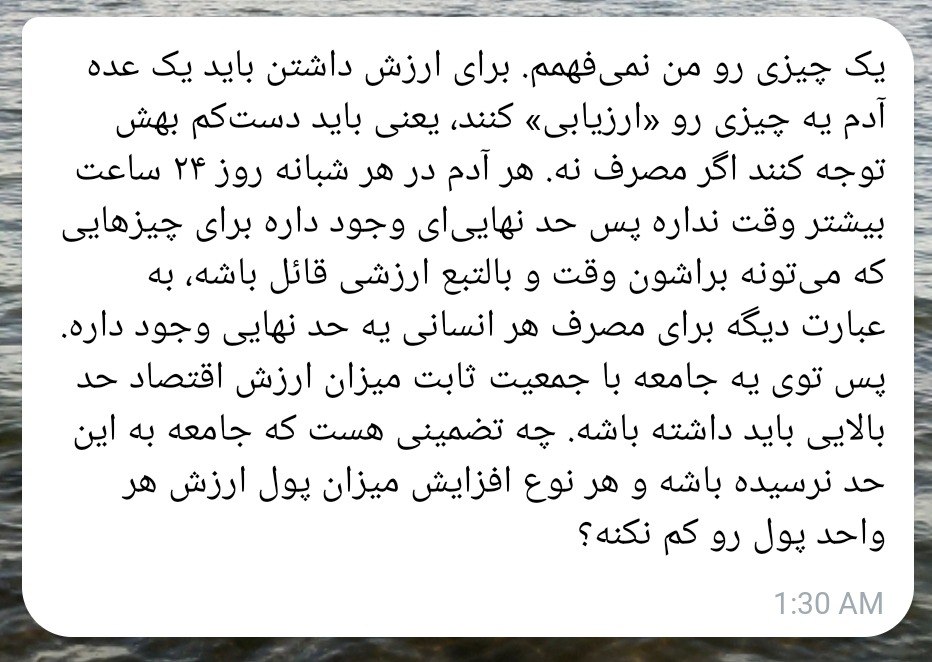 یک چیزی رو من نمی‌فهمم. برای ارزش داشتن باید یک عده
آدم یه چیزی رو «ارزیابی» کنند، یعنی باید دست‌کم بهش
توجه کنند اگر مصرف نه. هر آدم در هر شبانه روز ۲۴ ساعت
بیشتر وقت نداره پس حد نهایی‌ای وجود داره برای چیزهایی
که می‌تونه براشون وقت و بالتبع ارزشی قائل باشه، به
عبارت دیگه برای مصرف هر انسانی یه حد نهایی وجود داره.
پس توی یه جامعه با جمعیت ثابت میزان ارزش اقتصاد حد
بالایی باید داشته باشه. چه تضمینی هست که جامعه به این
حد نرسیده باشه و هر نوع افزایش میزان پول ارزش هر
واحد پول رو کم نکنه؟
1:30 AM